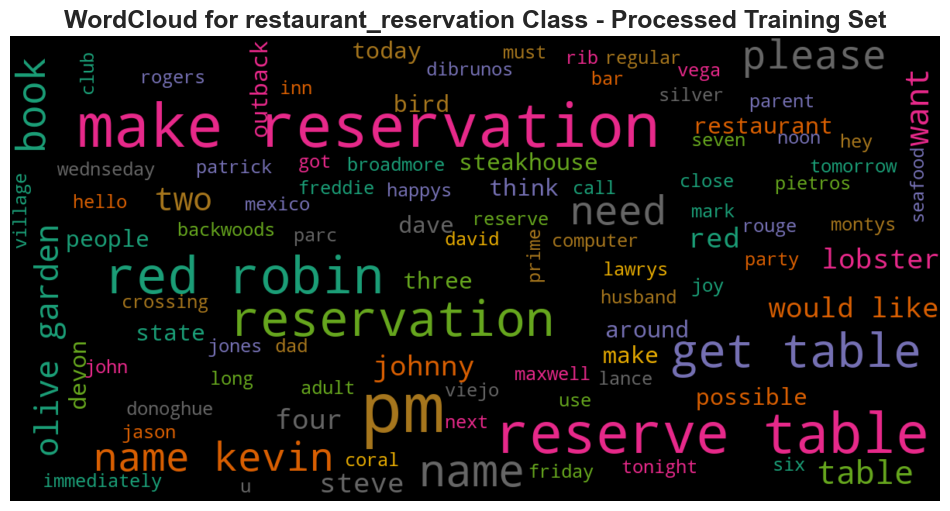 WordCloud for restaurant_reservation Class - Processed Training Set
book
club
rogers
outback
inn
today
dibrunos
must
rib
regular
bar
vega
please
silver
parent
want
bird
make reservation
restaurant
seven
noon
hey
wednseday
patrick
got
broadmore
steakhouse
tomorrow
seafood
village
hello
two
mexico
freddie
happys
think
call
close
pietros
need
mark
rouge
montys
people
backwoods
parc
dave
reserve
david
prime
computer
red
olive garden
red robin
three
lawrys
party
lobster
crossing
husband
joy
state
reservation
around
would like
devon
john
jones
dad
johnny
make
get table
long
adult
viejo
maxwell
lance
possible
donoghue
four
pm
next
use
reserve table
jason
name kevin
coral
name
friday
tonight
six
table
immediately
u
steve